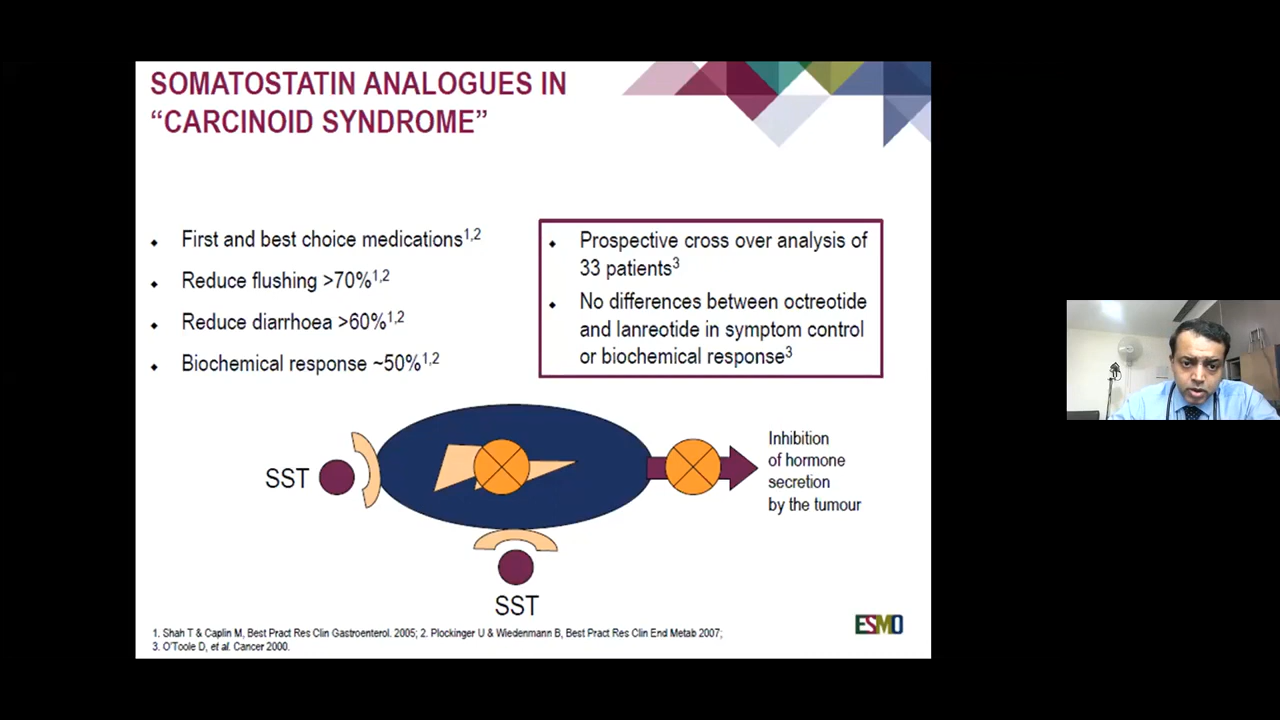 SOMATOSTATIN ANALOGUES IN
“CARCINOID SYNDROME”
First and best choice medications1,2
Reduce flushing >70%1,2
Reduce diarrhoea >60%1,2
Biochemical response ~50%1,2
Prospective cross over analysis of
33 patients3
No differences between octreotide
and lanreotide in symptom control
or biochemical response3
SST
SST
Inhibition
of hormone
secretion
by the tumour
1. Shah T & Caplin M, Best Pract Res Clin Gastroenterol. 2005; 2. Plockinger U & Wiedenmann B, Best Pract Res Clin End Metab 2007;
3. O’Toole D, et al. Cancer 2000.
ESMO